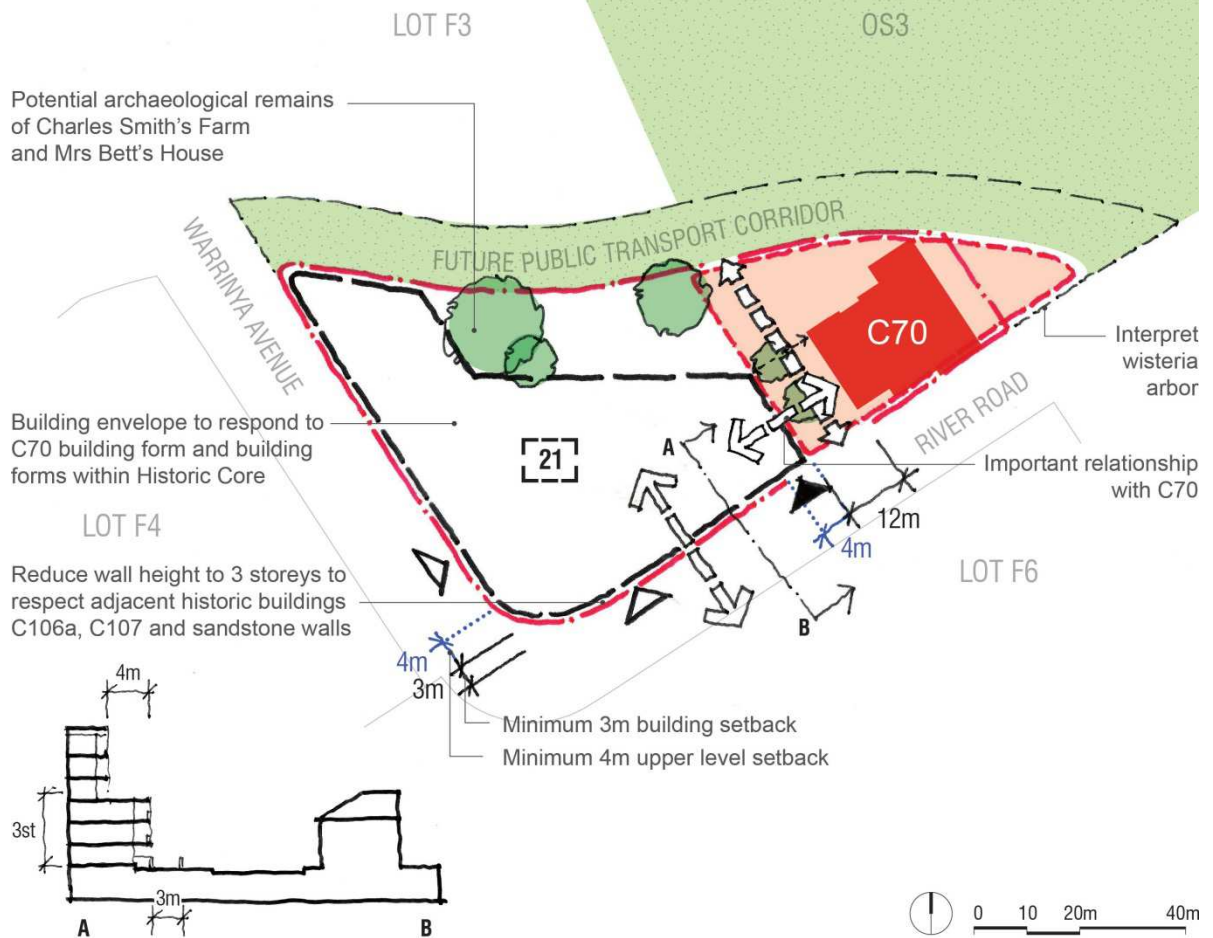 LOT F3
OS3
Potential archaeological remains
of Charles Smith's Farm
and Mrs Bett's House
WARRINYA AVENUE
FUTURE PUBLIC TRANSPORT CORRIDOR
C70
Interpret
wisteria
arbor
RIVER ROAD
Building envelope to respond to
C70 building form and building
forms within Historic Core
21
A
Important relationship
with C70
12m
4m
LOT F4
LOT F6
Reduce wall height to 3 storeys to
respect adjacent historic buildings
C106a, C107 and sandstone walls
B
4m
3m
4m
Minimum 3m building setback
Minimum 4m upper level setback
3st
3m
A
B
0 10 20m 40m